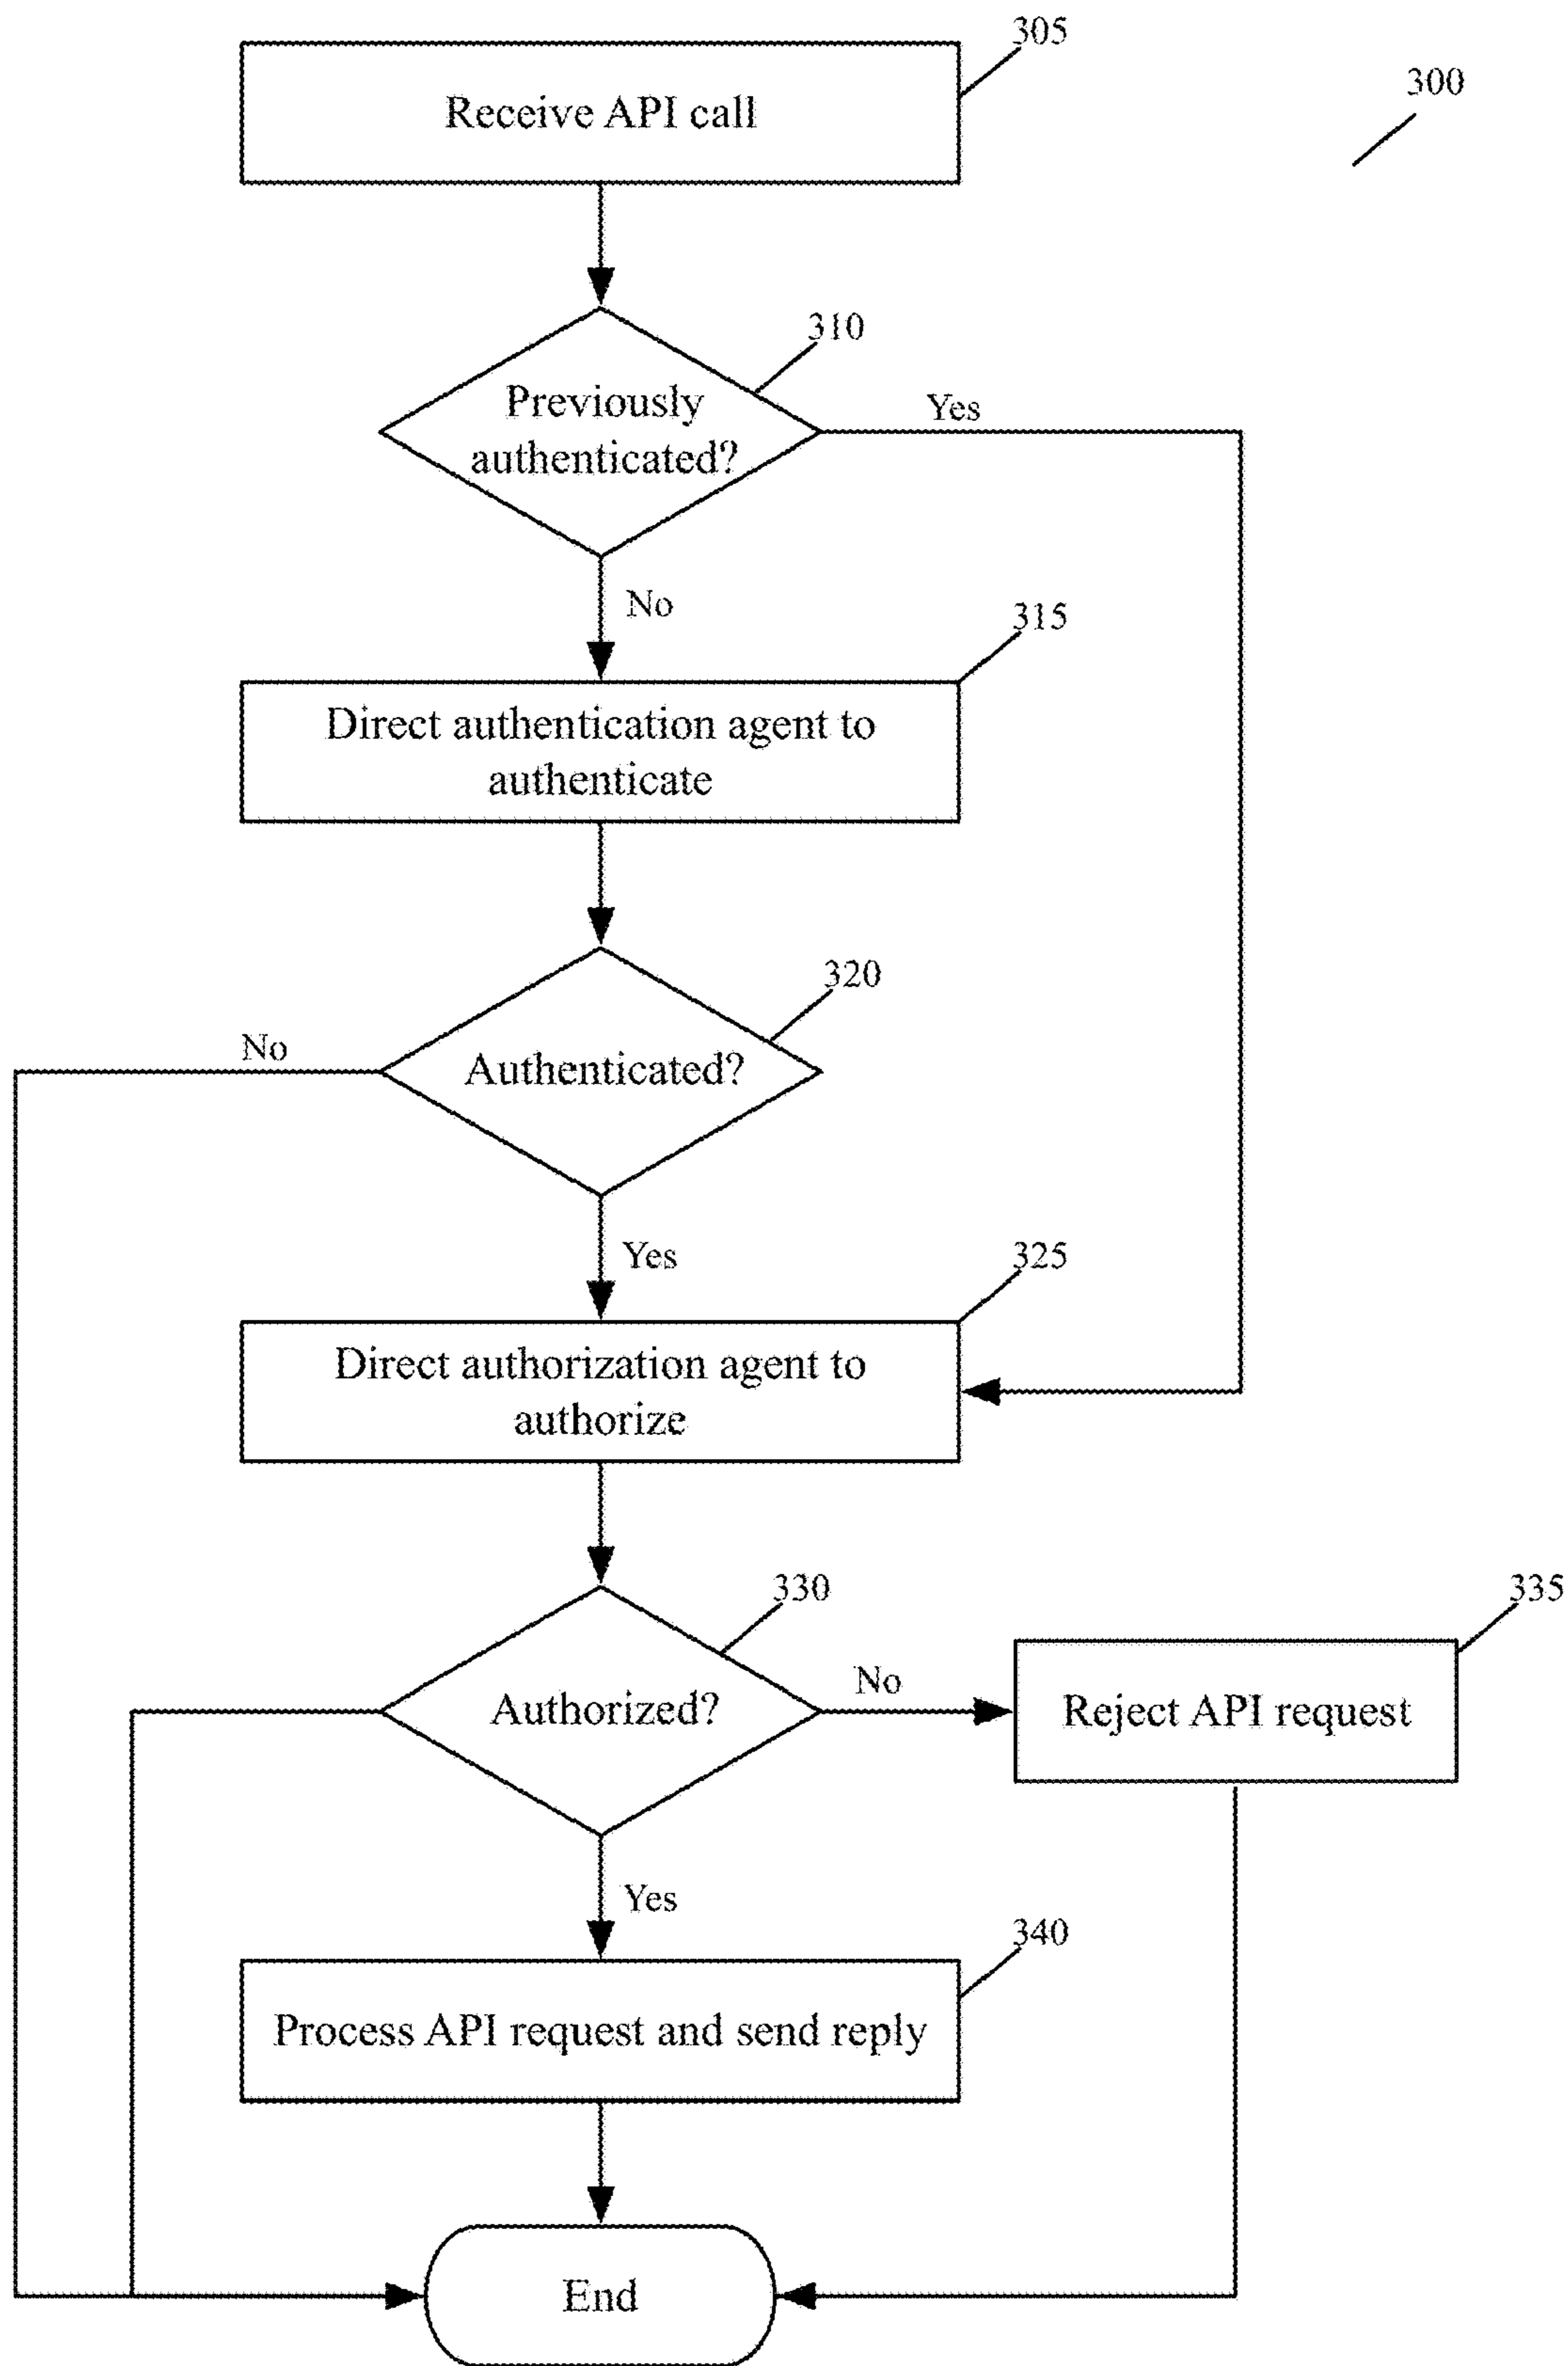 305
300
Receive API call
310
Previously
authenticated?
Yes
No
315
Direct authentication agent to
authenticate
320
No
Authenticated?
Yes
325
Direct authorization agent to
authorize
330
335
No
Authorized?
Reject API request
Yes
340
Process API request and send reply
End